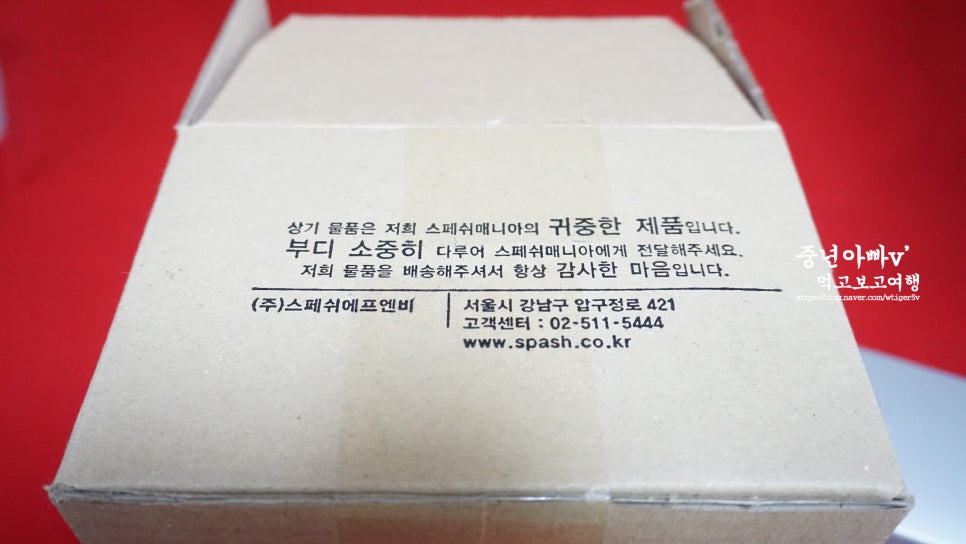 상기 물품은 저희 스페쉬매니아의 귀중한 제품입니다.
부디 소중히 다루어 스페쉬매니아에게 전달해주세요.
저희 물품을 배송해주셔서 항상 감사한 마음입니다.
(주)스페쉬에프엔비
서울시 강남구 압구정로 421
고객센터 : 02-511-5444
www.spash.co.kr
중년아빠v'
먹고보고여행
https://blog.naver.com/wtiger5v